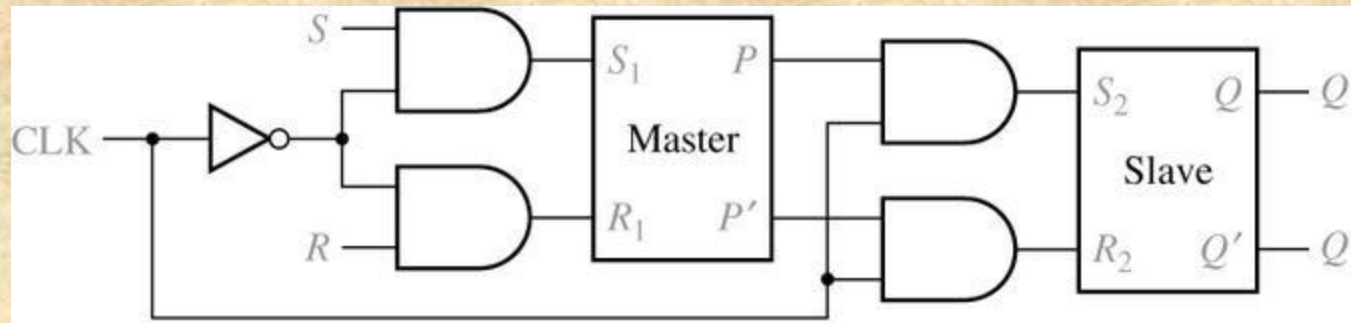 S
S₁ P
S₂ Q Q
CLK
Master
Slave
R₁ P′
R
R₂ Q′ Q